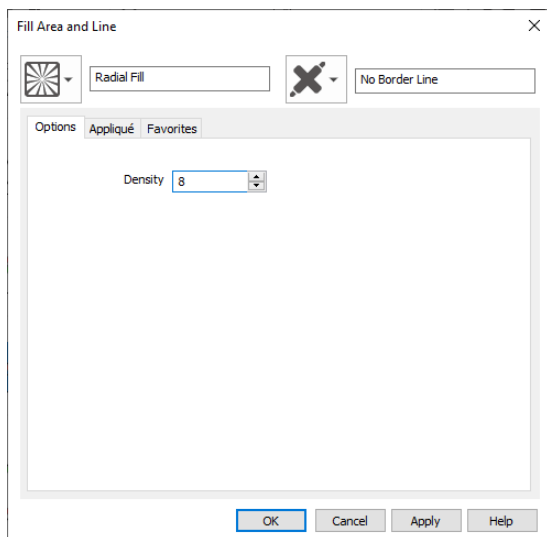 Fill Area and Line
Radial Fill
No Border Line
Options Appliqué Favorites
Density 8
OK Cancel Apply Help